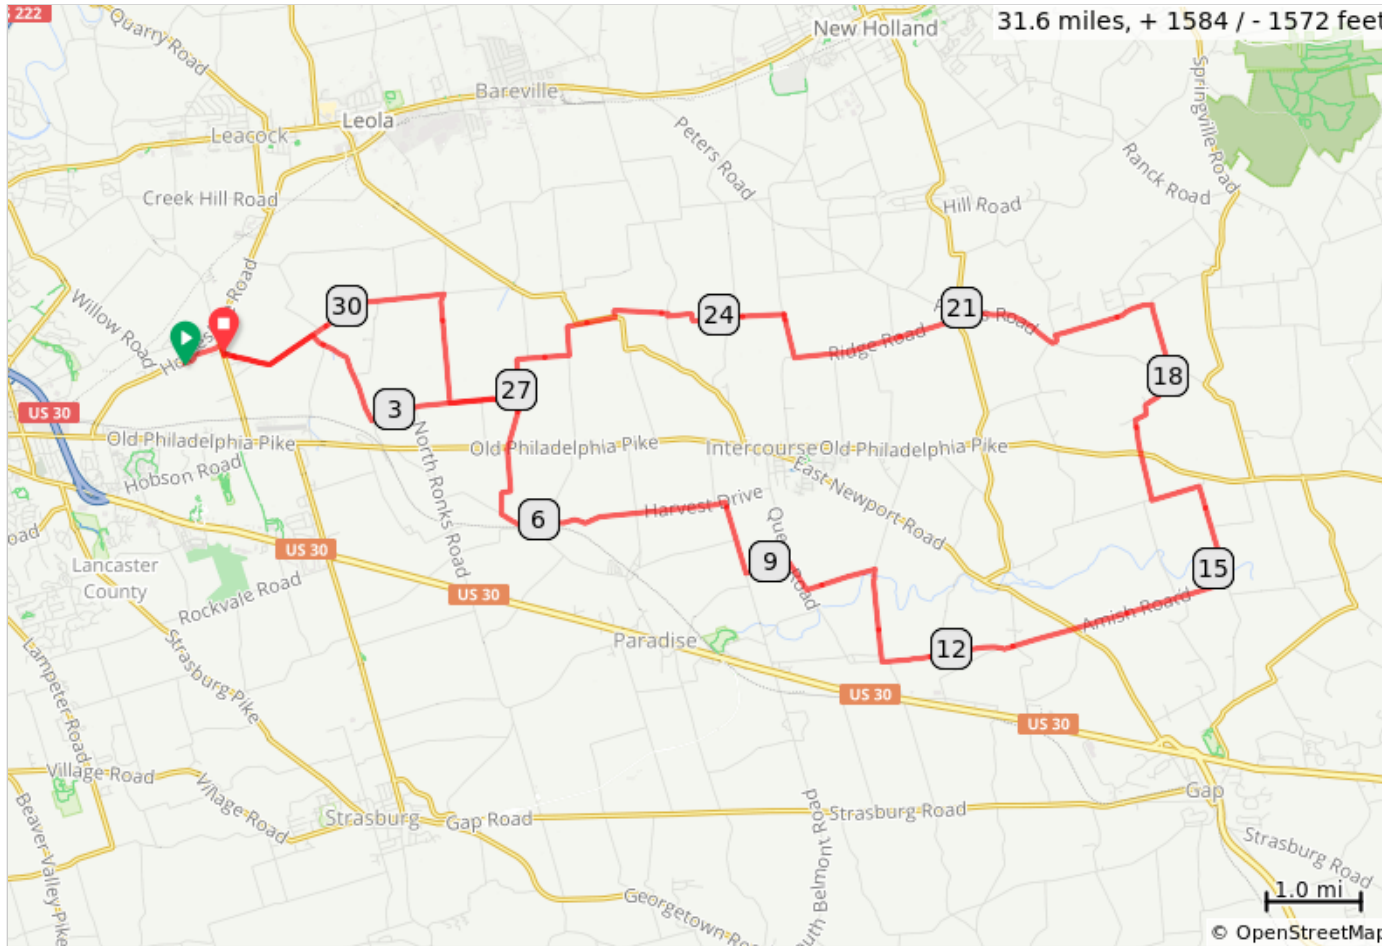 222
Quarry Road
New Holland
31.6 miles, + 1584 / - 1572 feet
Bareville
Leola
Leacock
Springville Road
Peters Road
Ranck Road
Creek Hill Road
Hill Road
Road
Willow Road
30
21
24
Ridge Road
18
27
3
US 30
Old Philadelphia Pike
North Ronks Road
Old Philadelphia Pike
Intercourse
Old Philadelphia Pike
Hobson Road
East Newport Road
Harvest Drive
6
9
15
US 30
Lancaster
County
Rockvale Road
US 30
Amish Road
Paradise
12
Lampeter Road
Strasburg Pike
US 30
US 30
Village Road
Village Road
Beaver Valley Pike
Strasburg
Gap Road
Strasburg Road
Gap
South Belmont Road
Strasburg Road
Georgetown Road
1.0 mi
© OpenStreetMap